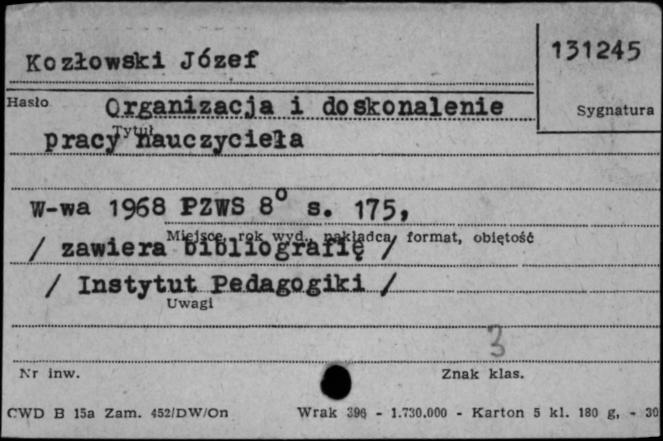 Kozłowski Józef
131245
Hasło
Organizacja i doskonalenie
Sygnatura
Tytuł
pracy nauczyciela
W-wa 1968 PZWS 8° s. 175,
Miejsce, rok wyd., nakładca, format, objętość
/ zawiera bibliografię /
/ Instytut Pedagogiki /
Uwagi
3
Nr inw.
Znak klas.
CWD B 15a Zam. 452/DW/On
Wrak 396 - 1.730.000 - Karton 5 kl. 180 g, - 30